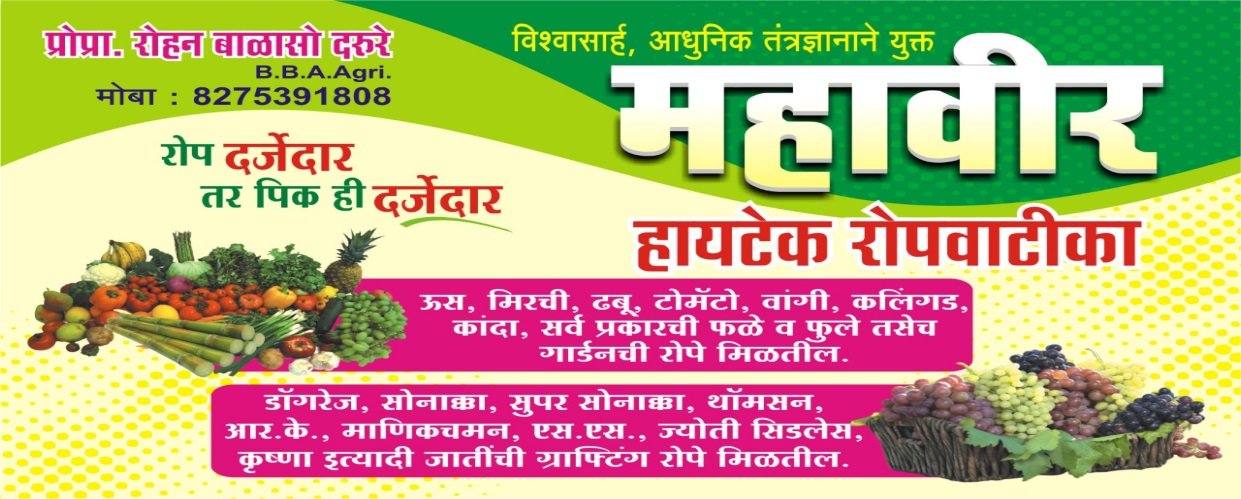 प्रोप्रा. रोहन बाळासो दरुरे
B.B.A.Agri.
मोबा : 8275391808
विश्वासार्ह, आधुनिक तंत्रज्ञानाने युक्त
महावीर
हायटेक रोपवाटीका
रोप दर्जेदार
तर पिक ही दर्जेदार
ऊस, मिरची, ढबू, टोमॅटो, वांगी, कलिंगड,
कांदा, सर्व प्रकारची फळे व फुले तसेच
गार्डनची रोपे मिळतील.
डॉगरेज, सोनाक्का, सुपर सोनाक्का, थॉमसन,
आर.के., माणिकचमन, एस.एस., ज्योती सिडलेस,
कृष्णा इत्यादी जातींची ग्राफ्टिंग रोपे मिळतील.